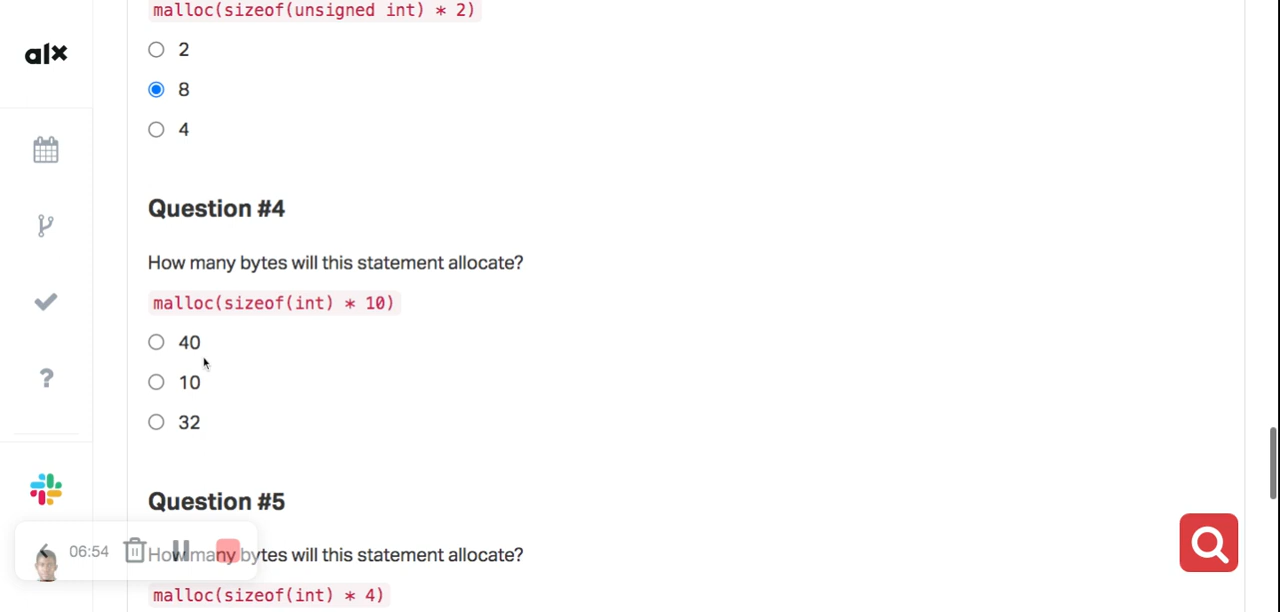 malloc(sizeof(unsigned int) * 2)
alx
2
8
4
Question #4
How many bytes will this statement allocate?
malloc(sizeof(int) * 10)
40
10
32
Question #5
06:54
How many bytes will this statement allocate?
malloc(sizeof(int) * 4)